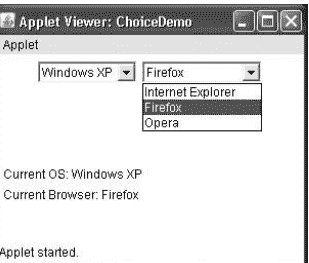 Applet Viewer: ChoiceDemo
Applet
Windows XP Firefox
Internet Explorer
Firefox
Opera
Current OS: Windows XP
Current Browser: Firefox
Applet started.